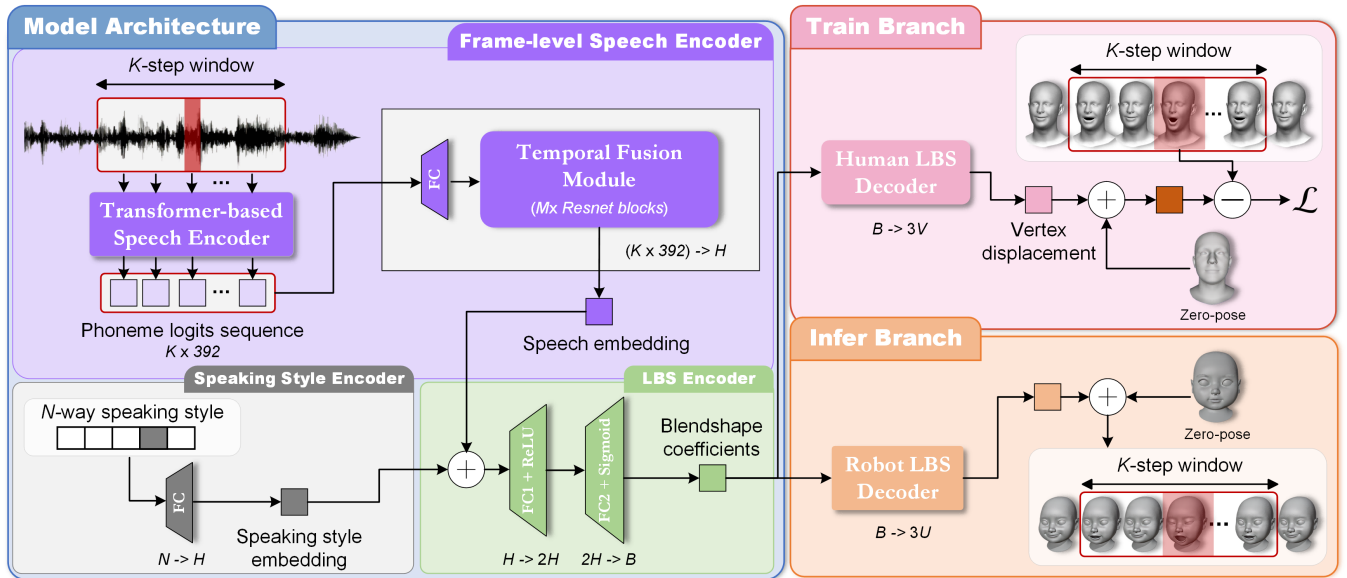 Model Architecture
Frame-level Speech Encoder
K-step window
...
Transformer-based
Speech Encoder
...
Phoneme logits sequence
K x 392
FC
Temporal Fusion
Module
(Mx Resnet blocks)
(K x 392) -> H
Speech embedding
Speaking Style Encoder
N-way speaking style
FC
N -> H
Speaking style
embedding
LBS Encoder
+
FC1 + ReLU
FC2 + Sigmoid
H -> 2H
2H -> B
Blendshape
coefficients
Train Branch
K-step window
...
Human LBS
Decoder
B -> 3V
Vertex
displacement
+
−
ℒ
Zero-pose
Infer Branch
Robot LBS
Decoder
B -> 3U
+
Zero-pose
K-step window
...